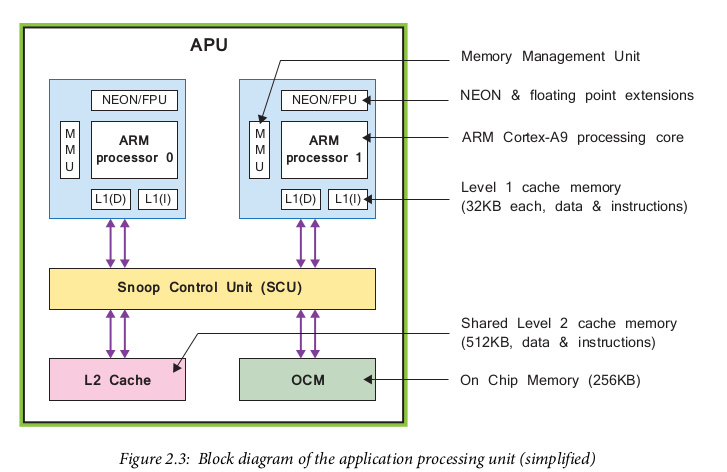 APU
Memory Management Unit
NEON/FPU
NEON/FPU
NEON & floating point extensions
M
M
U
ARM
processor 0
M
M
U
ARM
processor 1
ARM Cortex-A9 processing core
L1(D)
L1(I)
L1(D)
L1(I)
Level 1 cache memory
(32KB each, data & instructions)
Snoop Control Unit (SCU)
Shared Level 2 cache memory
(512KB, data & instructions)
L2 Cache
OCM
On Chip Memory (256KB)
Figure 2.3: Block diagram of the application processing unit (simplified)